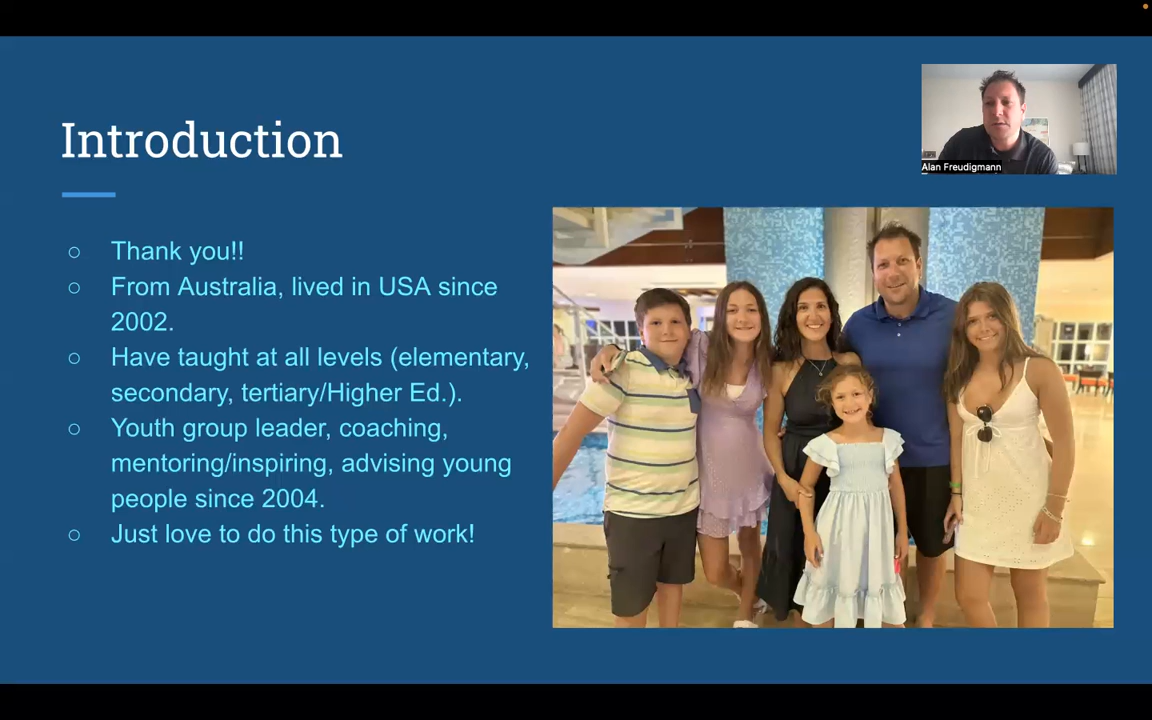 Introduction
Alan Freudigmann
Thank you!!
From Australia, lived in USA since
2002.
Have taught at all levels (elementary,
secondary, tertiary/Higher Ed.).
Youth group leader, coaching,
mentoring/inspiring, advising young
people since 2004.
Just love to do this type of work!